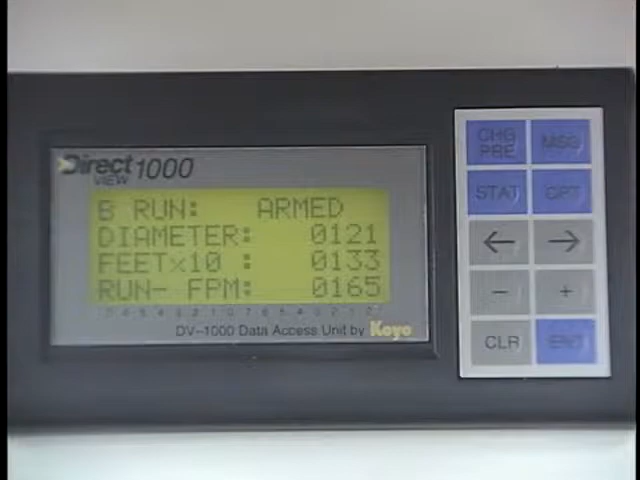 Direct VIEW 1000
B RUN: ARMED
DIAMETER: 0121
FEETx10 : 0133
RUN- FPM: 0165
DV-1000 Data Access Unit by Koyo
CHG PRE MSG
STAT OPT
← →
- +
CLR ENT